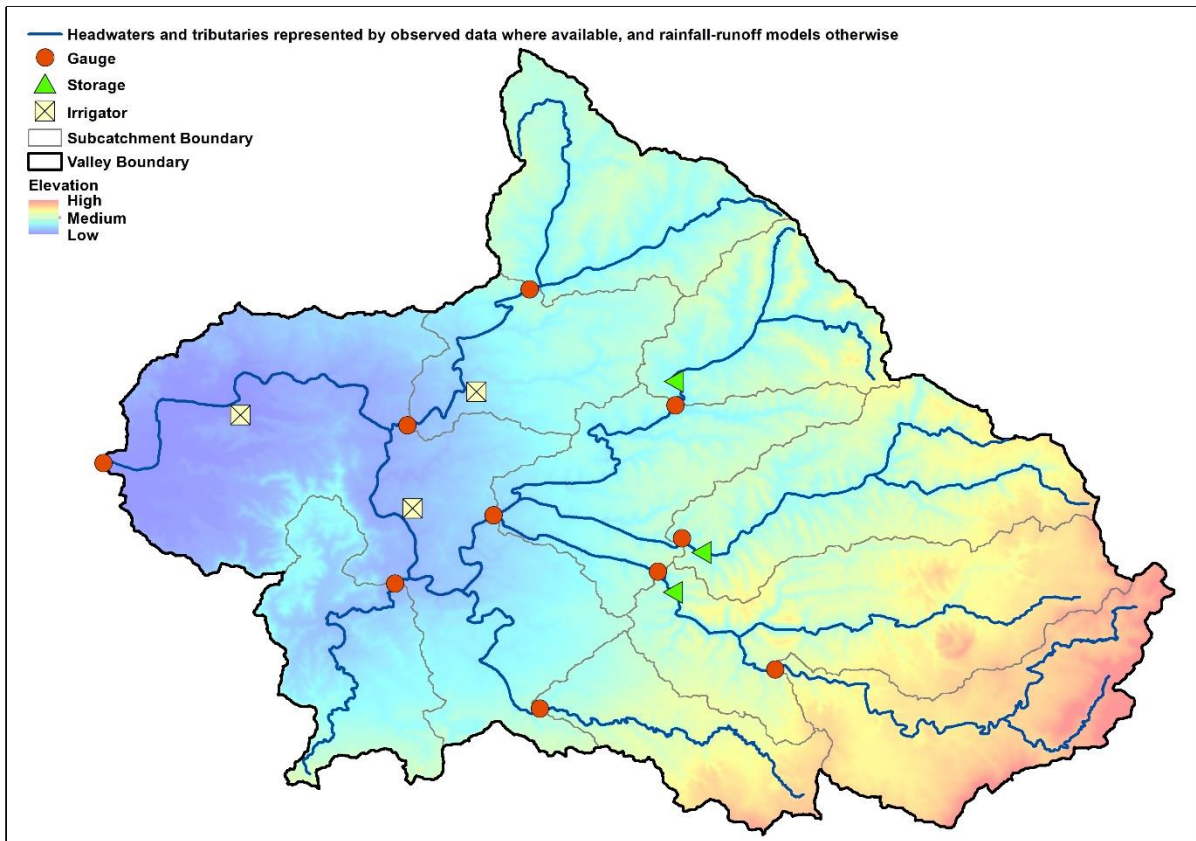 Headwaters and tributaries represented by observed data where available, and rainfall-runoff models otherwise
Gauge
Storage
Irrigator
Subcatchment Boundary
Valley Boundary
Elevation
High
Medium
Low